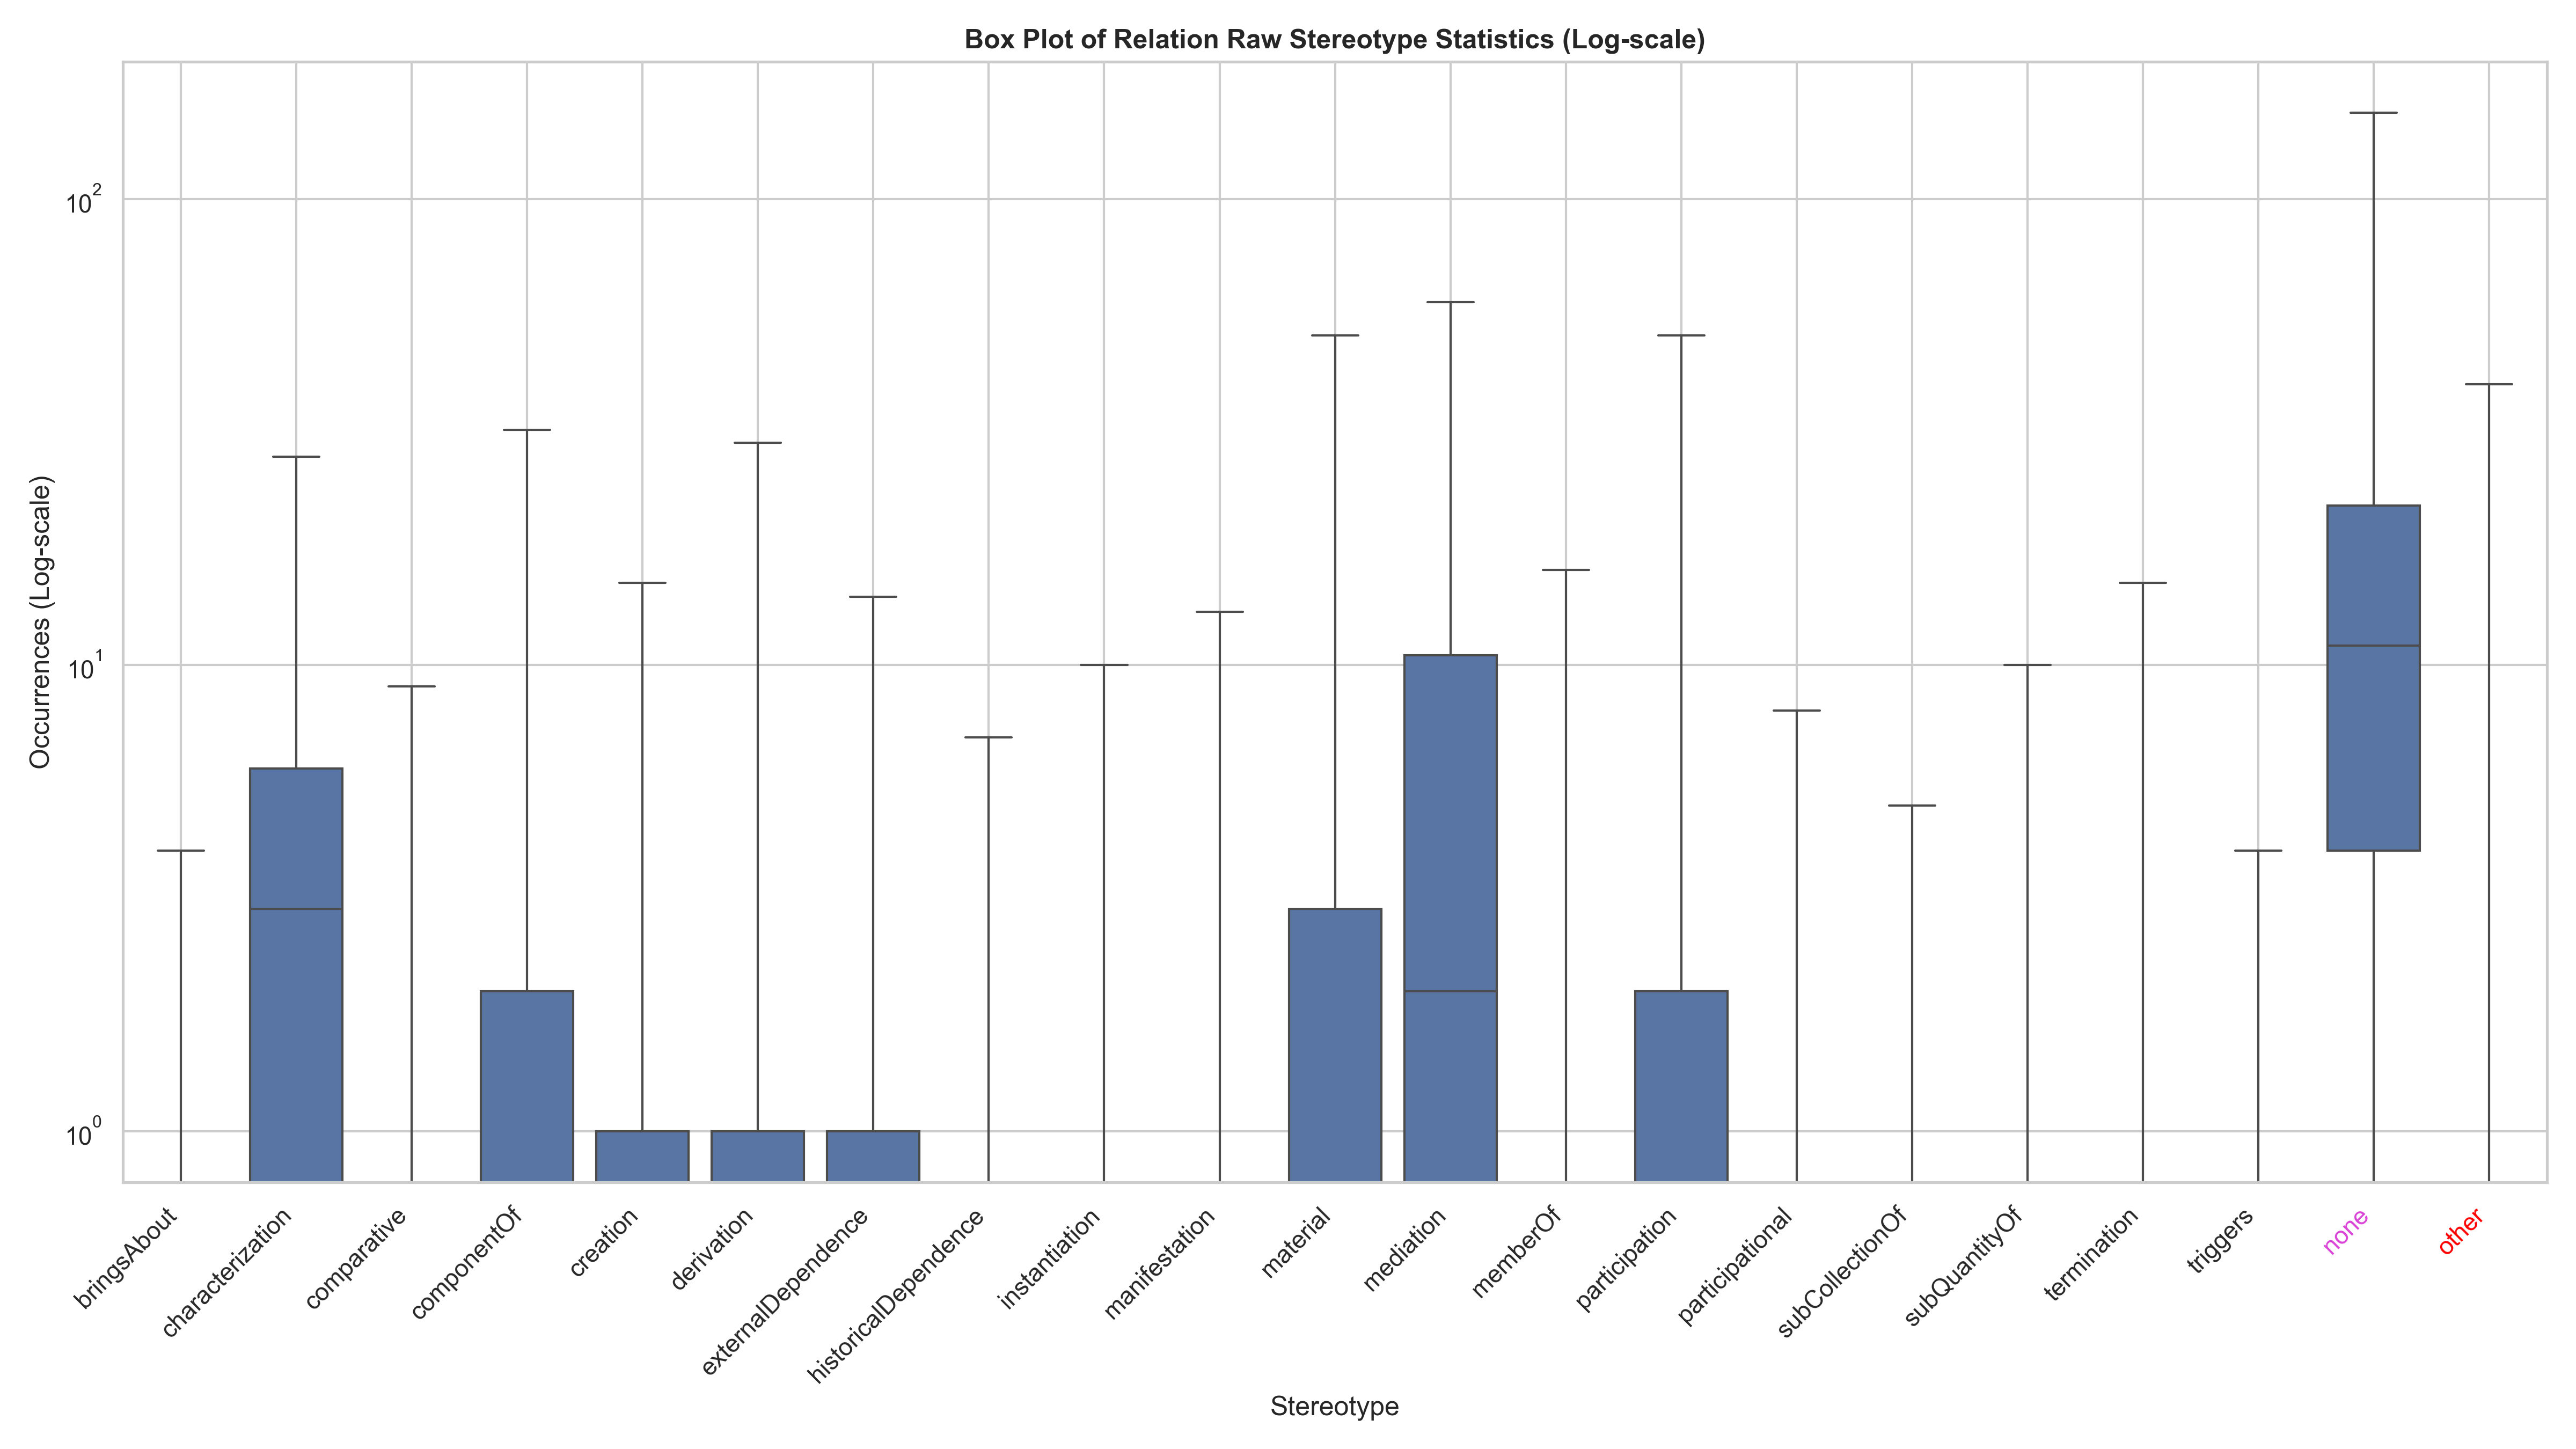 Box Plot of Relation Raw Stereotype Statistics (Log-scale)
Occurrences (Log-scale)
10^2
10^1
10^0
bringsAbout
characterization
comparative
componentOf
creation
derivation
externalDependence
historicalDependence
instantiation
manifestation
material
mediation
memberOf
participation
participational
subCollectionOf
subQuantityOf
termination
triggers
none
other
Stereotype